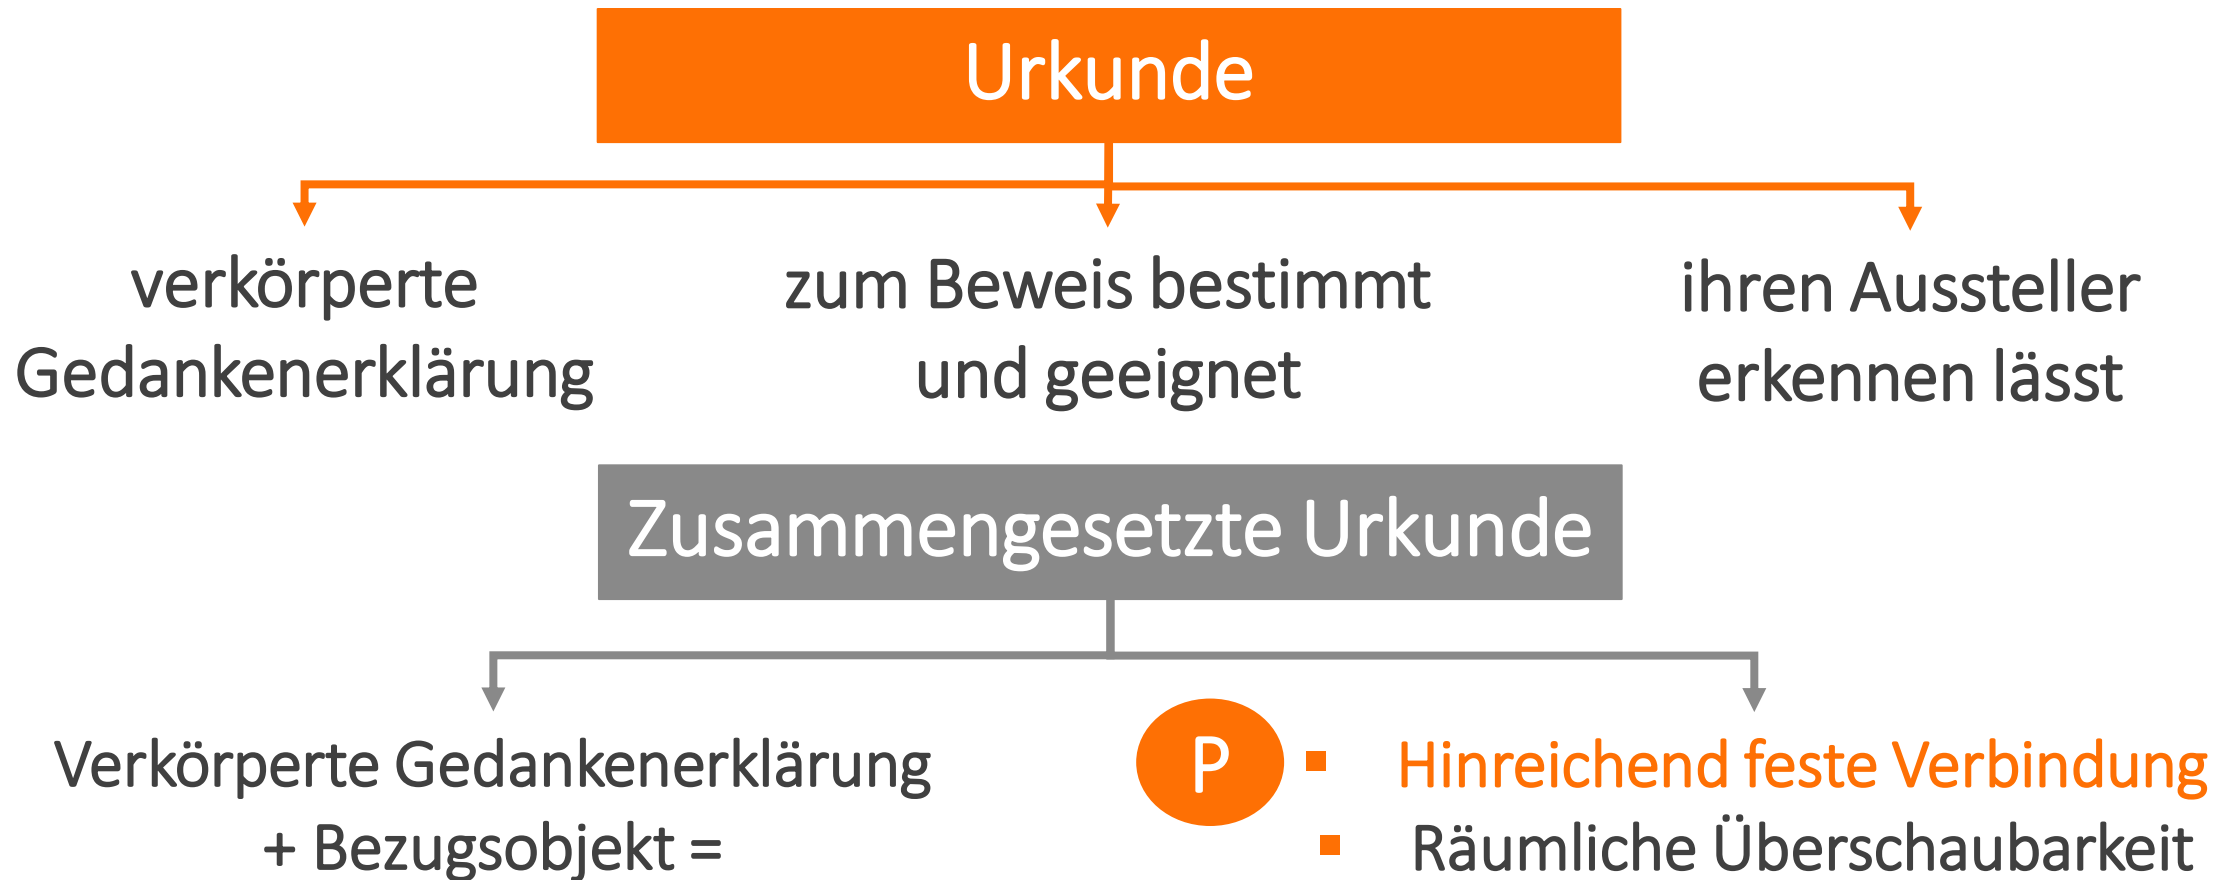 Urkunde
verkörperte
Gedankenerklärung
zum Beweis bestimmt
und geeignet
ihren Aussteller
erkennen lässt
Zusammengesetzte Urkunde
Verkörperte Gedankenerklärung
+ Bezugsobjekt =
P
▪ Hinreichend feste Verbindung
▪ Räumliche Überschaubarkeit